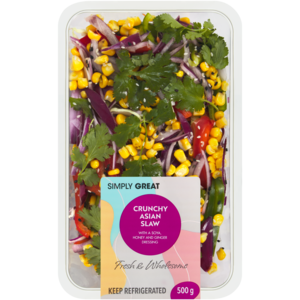 SIMPLY GREAT
CRUNCHY
ASIAN
SLAW
WITH A SOYA,
HONEY AND GINGER
DRESSING
Fresh & Wholesome
KEEP REFRIGERATED
500 g